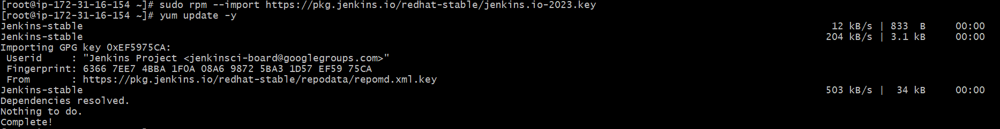 [root@ip-172-31-16-154 ~]# sudo rpm --import https://pkg.jenkins.io/redhat-stable/jenkins.io-2023.key
[root@ip-172-31-16-154 ~]# yum update -y
Jenkins-stable 12 kB/s | 833 B 00:00
Jenkins-stable 204 kB/s | 3.1 kB 00:00
Importing GPG key 0xEF5975CA:
Userid : "Jenkins Project <jenkinsci-board@googlegroups.com>"
Fingerprint: 6366 7EE7 4BBA 1F0A 08A6 9872 5BA3 1D57 EF59 75CA
From : https://pkg.jenkins.io/redhat-stable/repodata/repomd.xml.key
Jenkins-stable 503 kB/s | 34 kB 00:00
Dependencies resolved.
Nothing to do.
Complete!